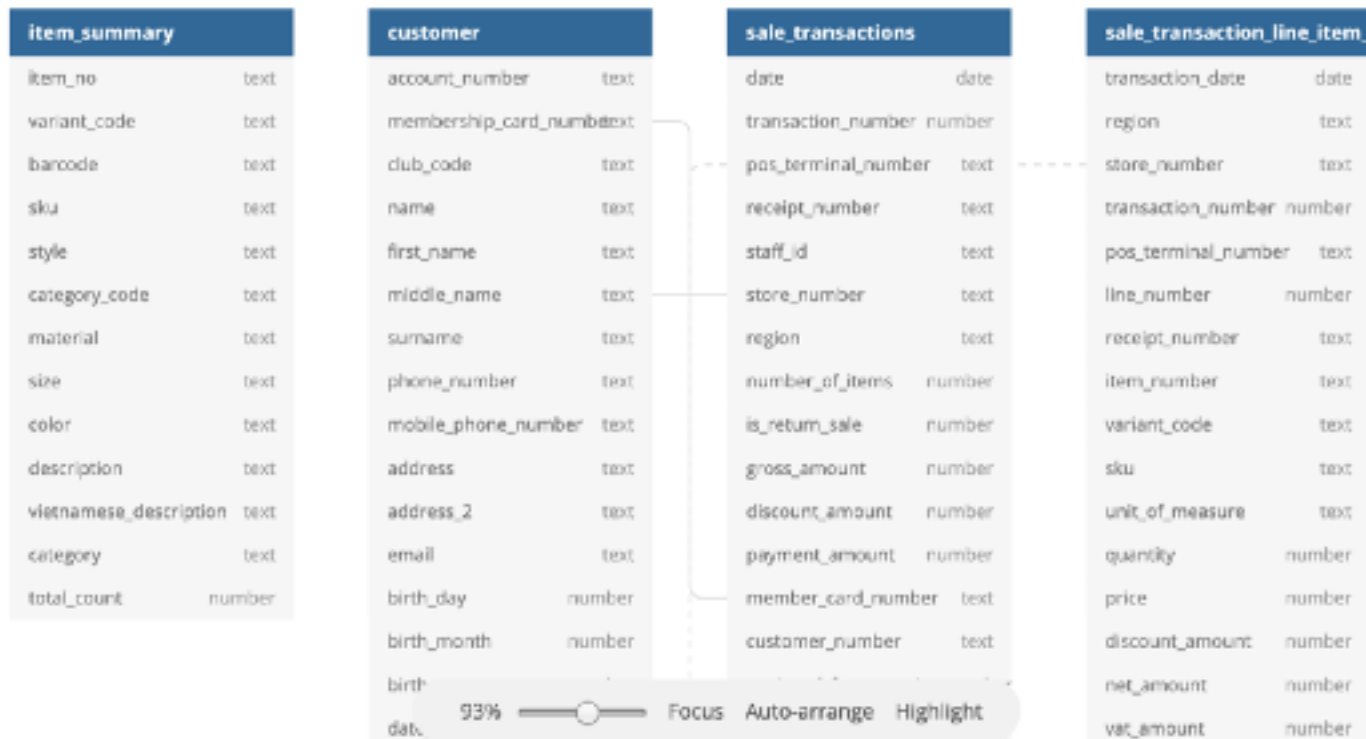 item_summary
item_no text
variant_code text
barcode text
sku text
style text
category_code text
material text
size text
color text
description text
vietnamese_description text
category text
total_count number
customer
account_number text
membership_card_number text
club_code text
name text
first_name text
middle_name text
surname text
phone_number text
mobile_phone_number text
address text
address_2 text
email text
birth_day number
birth_month number
birth
sale_transactions
date date
transaction_number number
pos_terminal_number text
receipt_number text
staff_id text
store_number text
region text
number_of_items number
is_return_sale number
gross_amount number
discount_amount number
payment_amount number
member_card_number text
customer_number text
sale_transaction_line_item_
transaction_date date
region text
store_number text
transaction_number number
pos_terminal_number text
line_number number
receipt_number text
item_number text
variant_code text
sku text
unit_of_measure text
quantity number
price number
discount_amount number
net_amount number
vat_amount number
93% Focus Auto-arrange Highlight